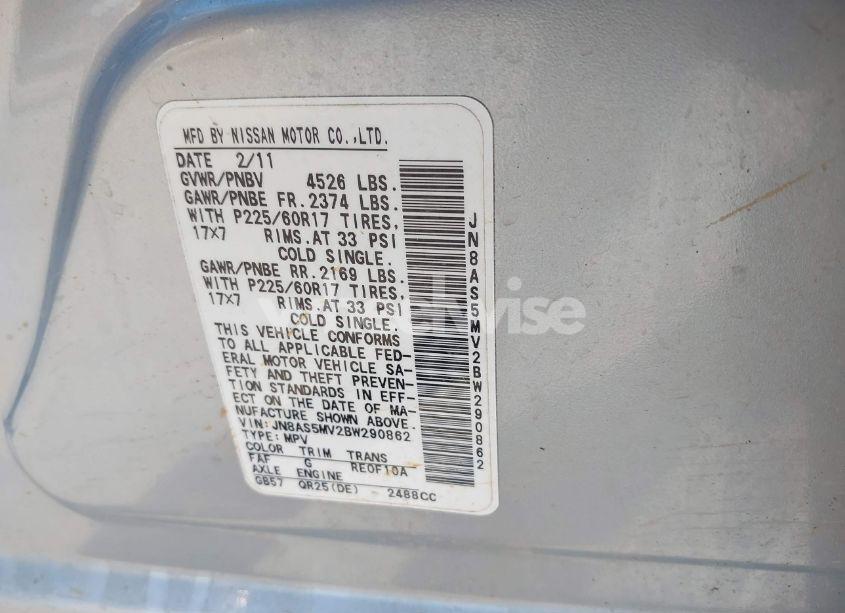 MFD BY NISSAN MOTOR CO.,LTD.
DATE 2/11
GVWR/PNBV 4526 LBS.
GAWR/PNBE FR. 2374 LBS.
WITH P225/60R17 TIRES,
17X7 RIMS.AT 33 PSI
COLD SINGLE.
GAWR/PNBE RR. 2169 LBS.
WITH P225/60R17 TIRES,
17X7 RIMS.AT 33 PSI
COLD SINGLE.
THIS VEHICLE CONFORMS
TO ALL APPLICABLE FED-
ERAL MOTOR VEHICLE SA-
FETY AND THEFT PREVEN-
TION STANDARDS IN EFF-
ECT ON THE DATE OF MA-
NUFACTURE SHOWN ABOVE.
VIN: JN8AS5MV2BW290862
TYPE: MPV
COLOR TRIM TRANS
FAF G RE0F10A
AXLE ENGINE
GB57 QR25(DE) 2488CC
JN8AS5MV2BW290862